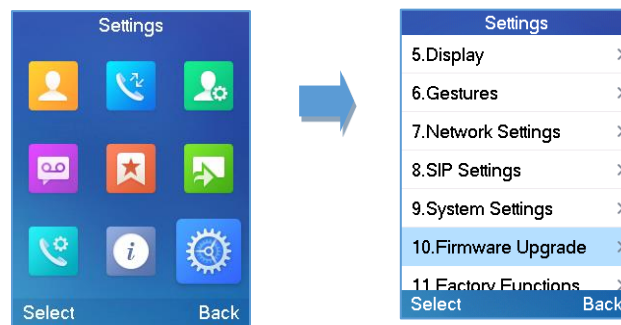 Settings
i
Select Back
Settings
5.Display
6.Gestures
7.Network Settings
8.SIP Settings
9.System Settings
10.Firmware Upgrade
11.Factory Functions
Select Back